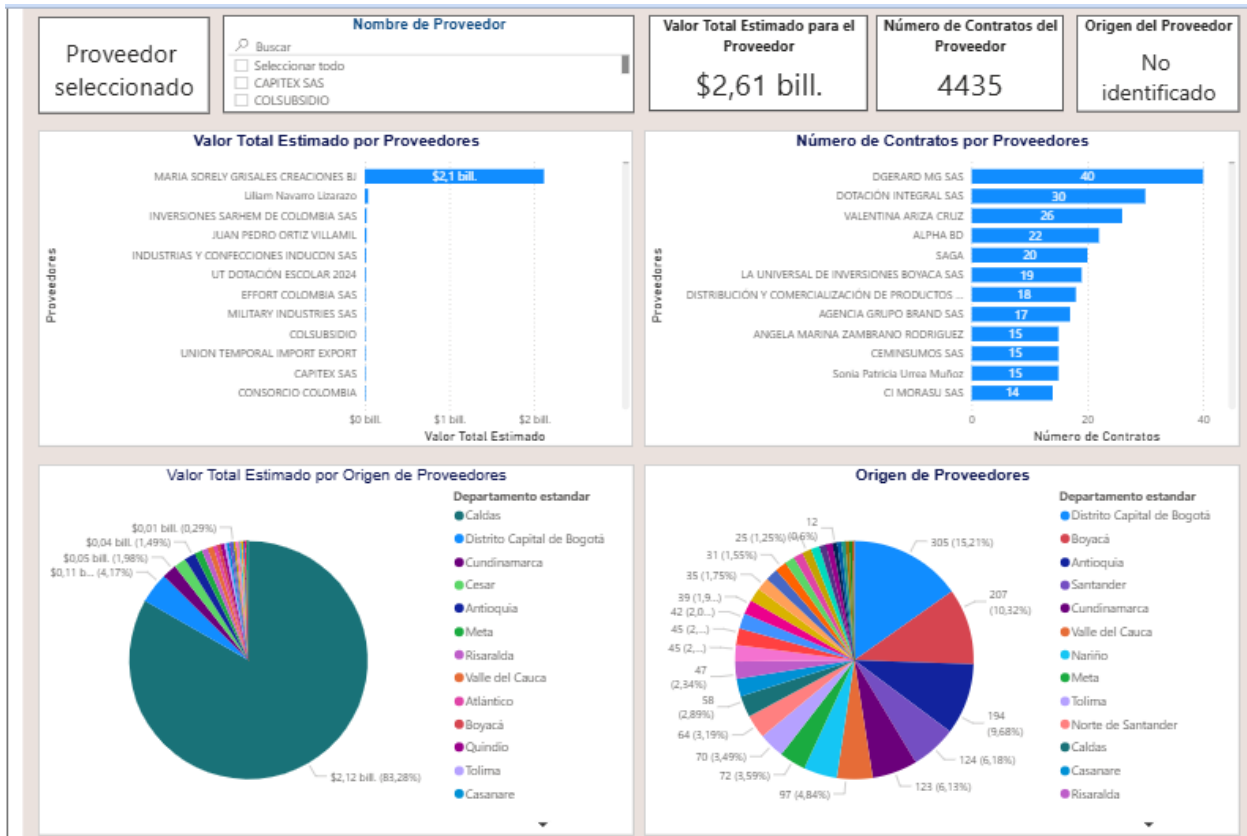 Proveedor
seleccionado
Nombre de Proveedor
Buscar
Seleccionar todo
CAPITEX SAS
COLSUBSIDIO
Valor Total Estimado para el
Proveedor
$2,61 bill.
Número de Contratos del
Proveedor
4435
Origen del Proveedor
No
identificado
Valor Total Estimado por Proveedores
Proveedores
MARIA SORELY GRISALES CREACIONES BJ
$2,1 bill.
Liliam Navarro Lizarazo
INVERSIONES SARHEM DE COLOMBIA SAS
JUAN PEDRO ORTIZ VILLAMIL
INDUSTRIAS Y CONFECCIONES INDUCON SAS
UT DOTACIÓN ESCOLAR 2024
EFFORT COLOMBIA SAS
MILITARY INDUSTRIES SAS
COLSUBSIDIO
UNION TEMPORAL IMPORT EXPORT
CAPITEX SAS
CONSORCIO COLOMBIA
$0 bill. $1 bill. $2 bill.
Valor Total Estimado
Número de Contratos por Proveedores
Proveedores
DGERARD MG SAS 40
DOTACIÓN INTEGRAL SAS 30
VALENTINA ARIZA CRUZ 26
ALPHA BD 22
SAGA 20
LA UNIVERSAL DE INVERSIONES BOYACA SAS 19
DISTRIBUCIÓN Y COMERCIALIZACIÓN DE PRODUCTOS ... 18
AGENCIA GRUPO BRAND SAS 17
ANGELA MARINA ZAMBRANO RODRIGUEZ 15
CEMINSUMOS SAS 15
Sonia Patricia Urrea Muñoz 15
CI MORASU SAS 14
0 20 40
Número de Contratos
Valor Total Estimado por Origen de Proveedores
$0,01 bill. (0,29%)
$0,04 bill. (1,49%)
$0,05 bill. (1,98%)
$0,11 b... (4,17%)
$2,12 bill. (83,28%)
Departamento estandar
Caldas
Distrito Capital de Bogotá
Cundinamarca
Cesar
Antioquia
Meta
Risaralda
Valle del Cauca
Atlántico
Boyacá
Quindio
Tolima
Casanare
Origen de Proveedores
12
(0,6%)
25 (1,25%)
31 (1,55%)
35 (1,75%)
39 (1,9...)
42 (2,0...)
45 (2,...)
45 (2,...)
47
(2,34%)
58
(2,89%)
64 (3,19%)
70 (3,49%)
72 (3,59%)
97 (4,84%)
123 (6,13%)
124 (6,18%)
194
(9,68%)
207
(10,32%)
305 (15,21%)
Departamento estandar
Distrito Capital de Bogotá
Boyacá
Antioquia
Santander
Cundinamarca
Valle del Cauca
Nariño
Meta
Tolima
Norte de Santander
Caldas
Casanare
Risaralda